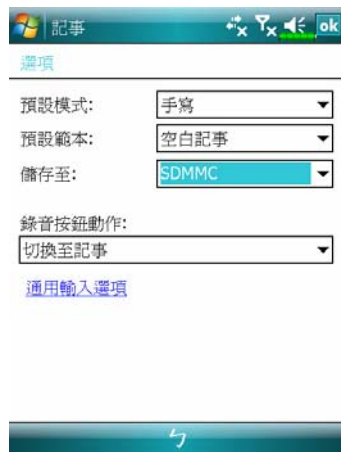 記事 ok
選項
預設模式: 手寫
預設範本: 空白記事
儲存至: SDMMC
錄音按鈕動作:
切換至記事
通用輸入選項
ㄣ